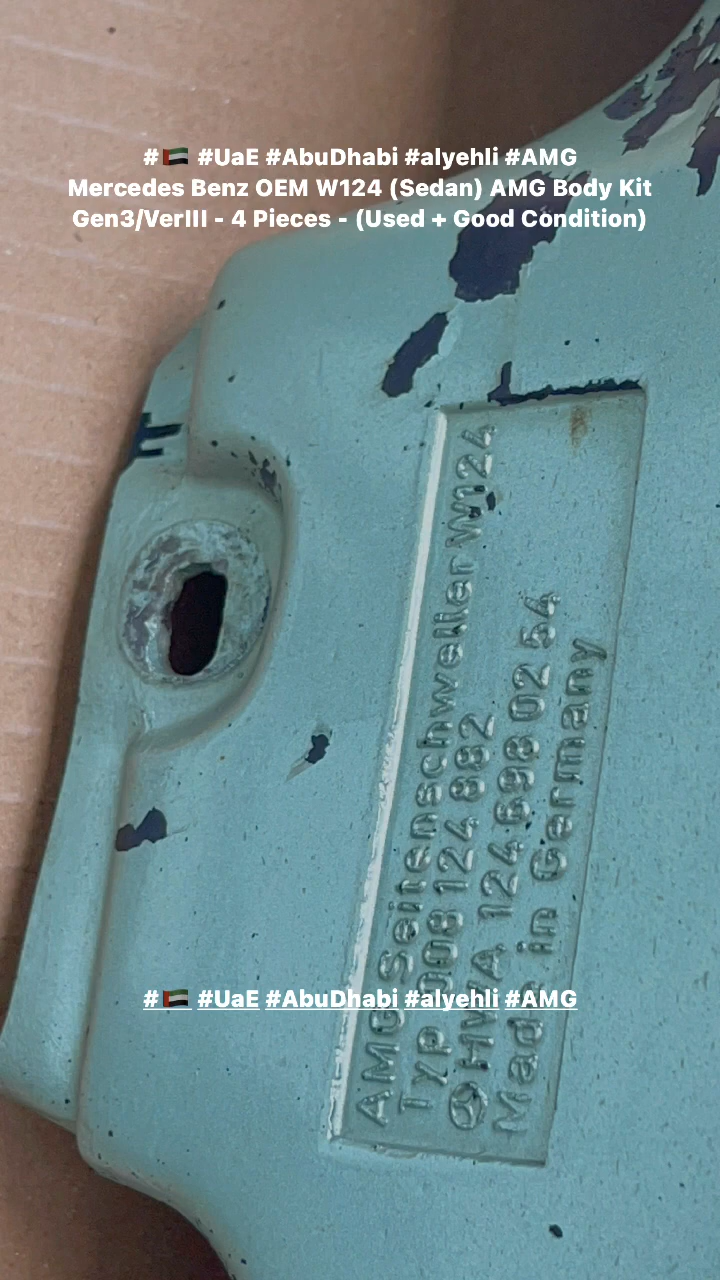 #🇦🇪 #UaE #AbuDhabi #alyehli #AMG
Mercedes Benz OEM W124 (Sedan) AMG Body Kit
Gen3/VerIII - 4 Pieces - (Used + Good Condition)
AMG Seitenschweller W124
Typ 008 124 882
HWA 124 698 02 54
Made in Germany
#🇦🇪 #UaE #AbuDhabi #alyehli #AMG